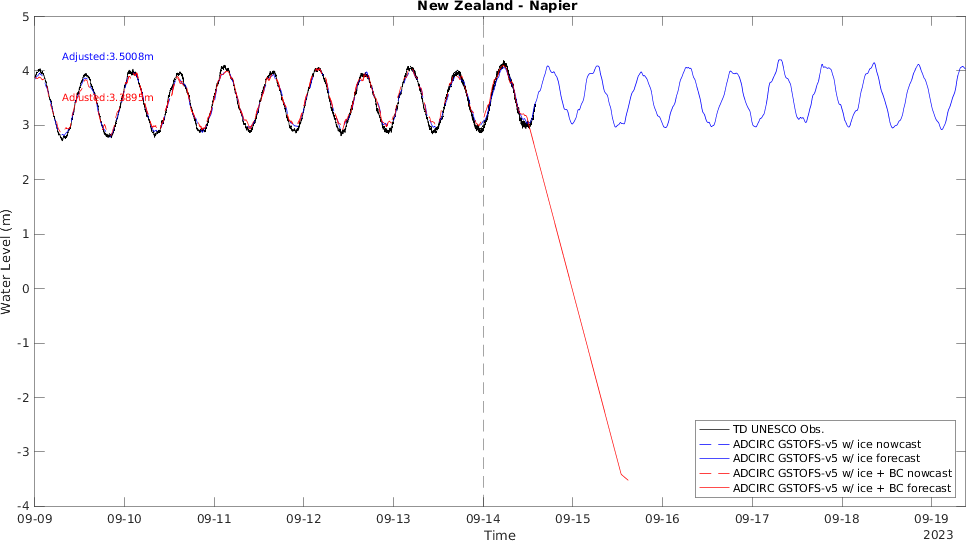 New Zealand - Napier
5
4
3
2
1
0
-1
-2
-3
-4
Water Level (m)
Adjusted:3.5008m
TD UNESCO Obs.
ADCIRC GSTOFS-v5 w/ ice nowcast
ADCIRC GSTOFS-v5 w/ ice forecast
ADCIRC GSTOFS-v5 w/ ice + BC nowcast
ADCIRC GSTOFS-v5 w/ ice + BC forecast
09-09 09-10 09-11 09-12 09-13 09-14 09-15 09-16 09-17 09-18 09-19
Time
2023